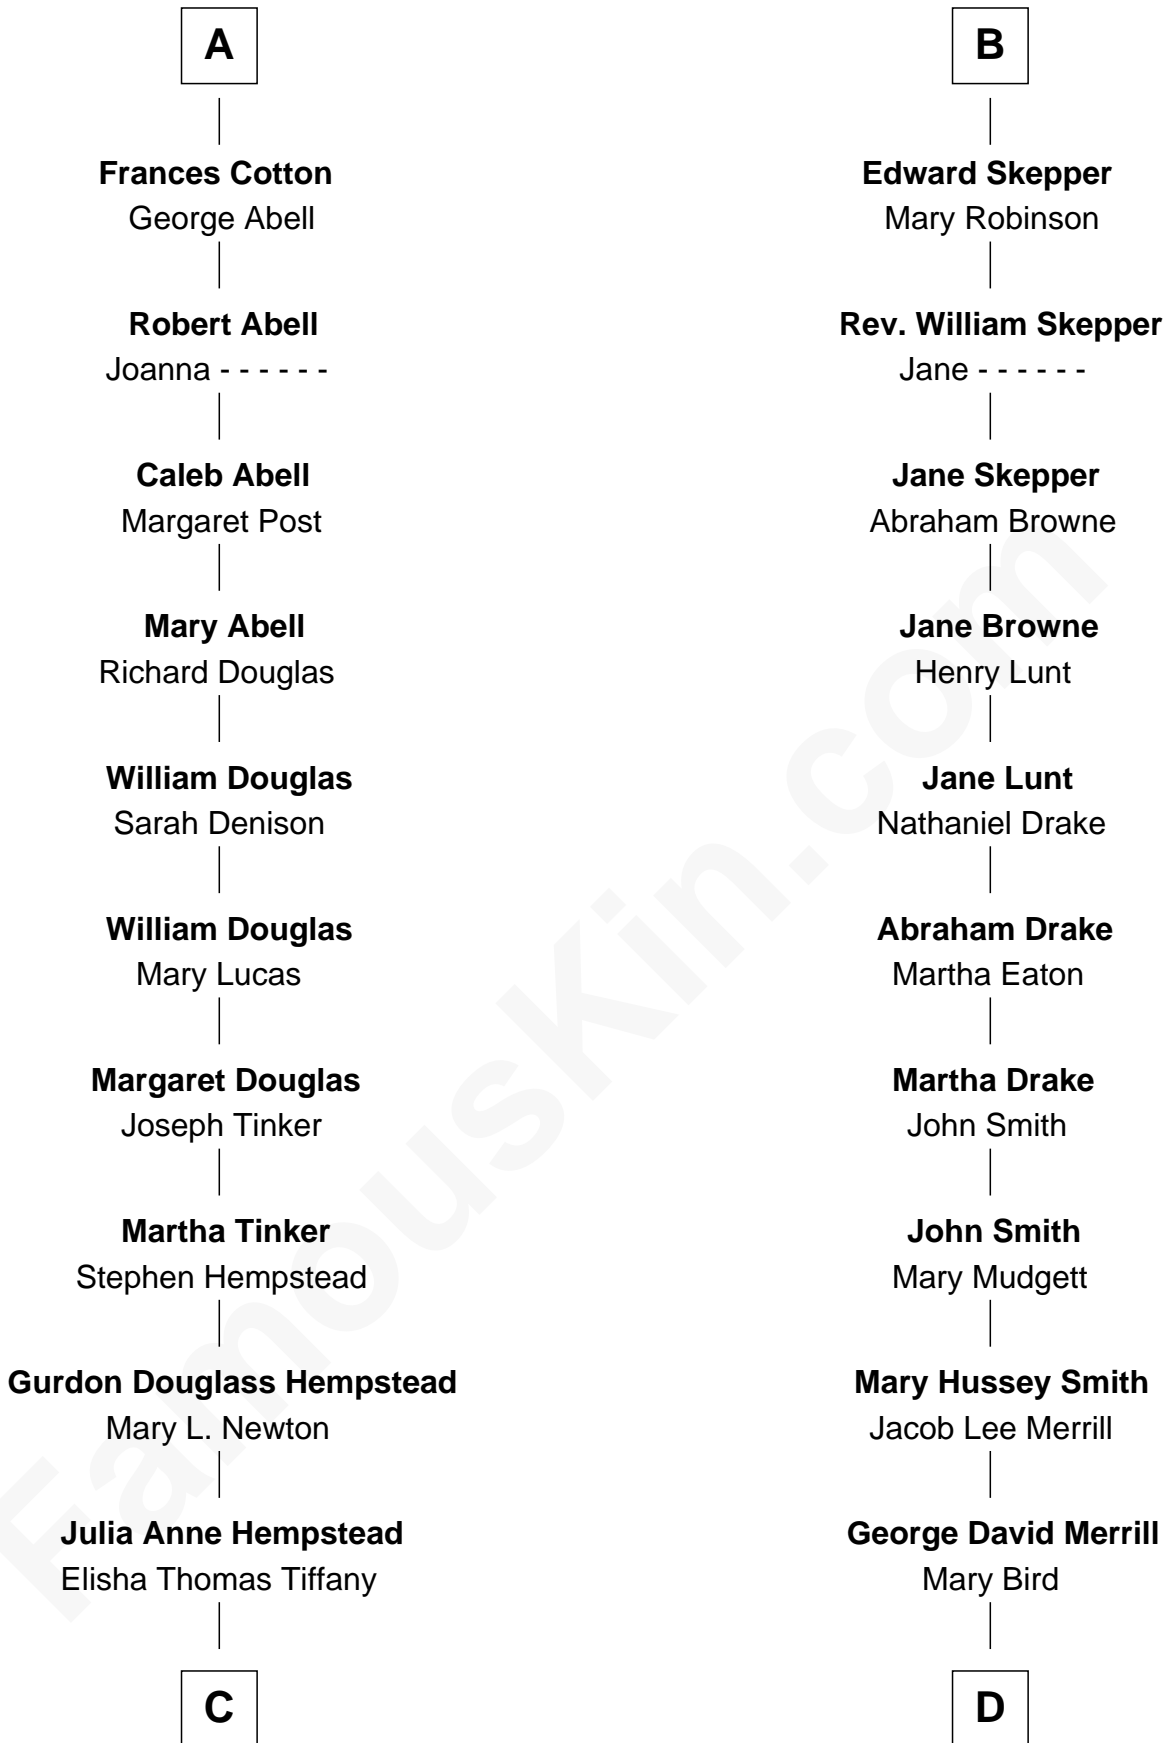 A
Frances Cotton
George Abell
Robert Abell
Joanna - - - - - -
Caleb Abell
Margaret Post
Mary Abell
Richard Douglas
William Douglas
Sarah Denison
William Douglas
Mary Lucas
Margaret Douglas
Joseph Tinker
Martha Tinker
Stephen Hempstead
Gurdon Douglass Hempstead
Mary L. Newton
Julia Anne Hempstead
Elisha Thomas Tiffany
C
B
Edward Skepper
Mary Robinson
Rev. William Skepper
Jane - - - - - -
Jane Skepper
Abraham Browne
Jane Browne
Henry Lunt
Jane Lunt
Nathaniel Drake
Abraham Drake
Martha Eaton
Martha Drake
John Smith
John Smith
Mary Mudgett
Mary Hussey Smith
Jacob Lee Merrill
George David Merrill
Mary Bird
D
FamousKin.com